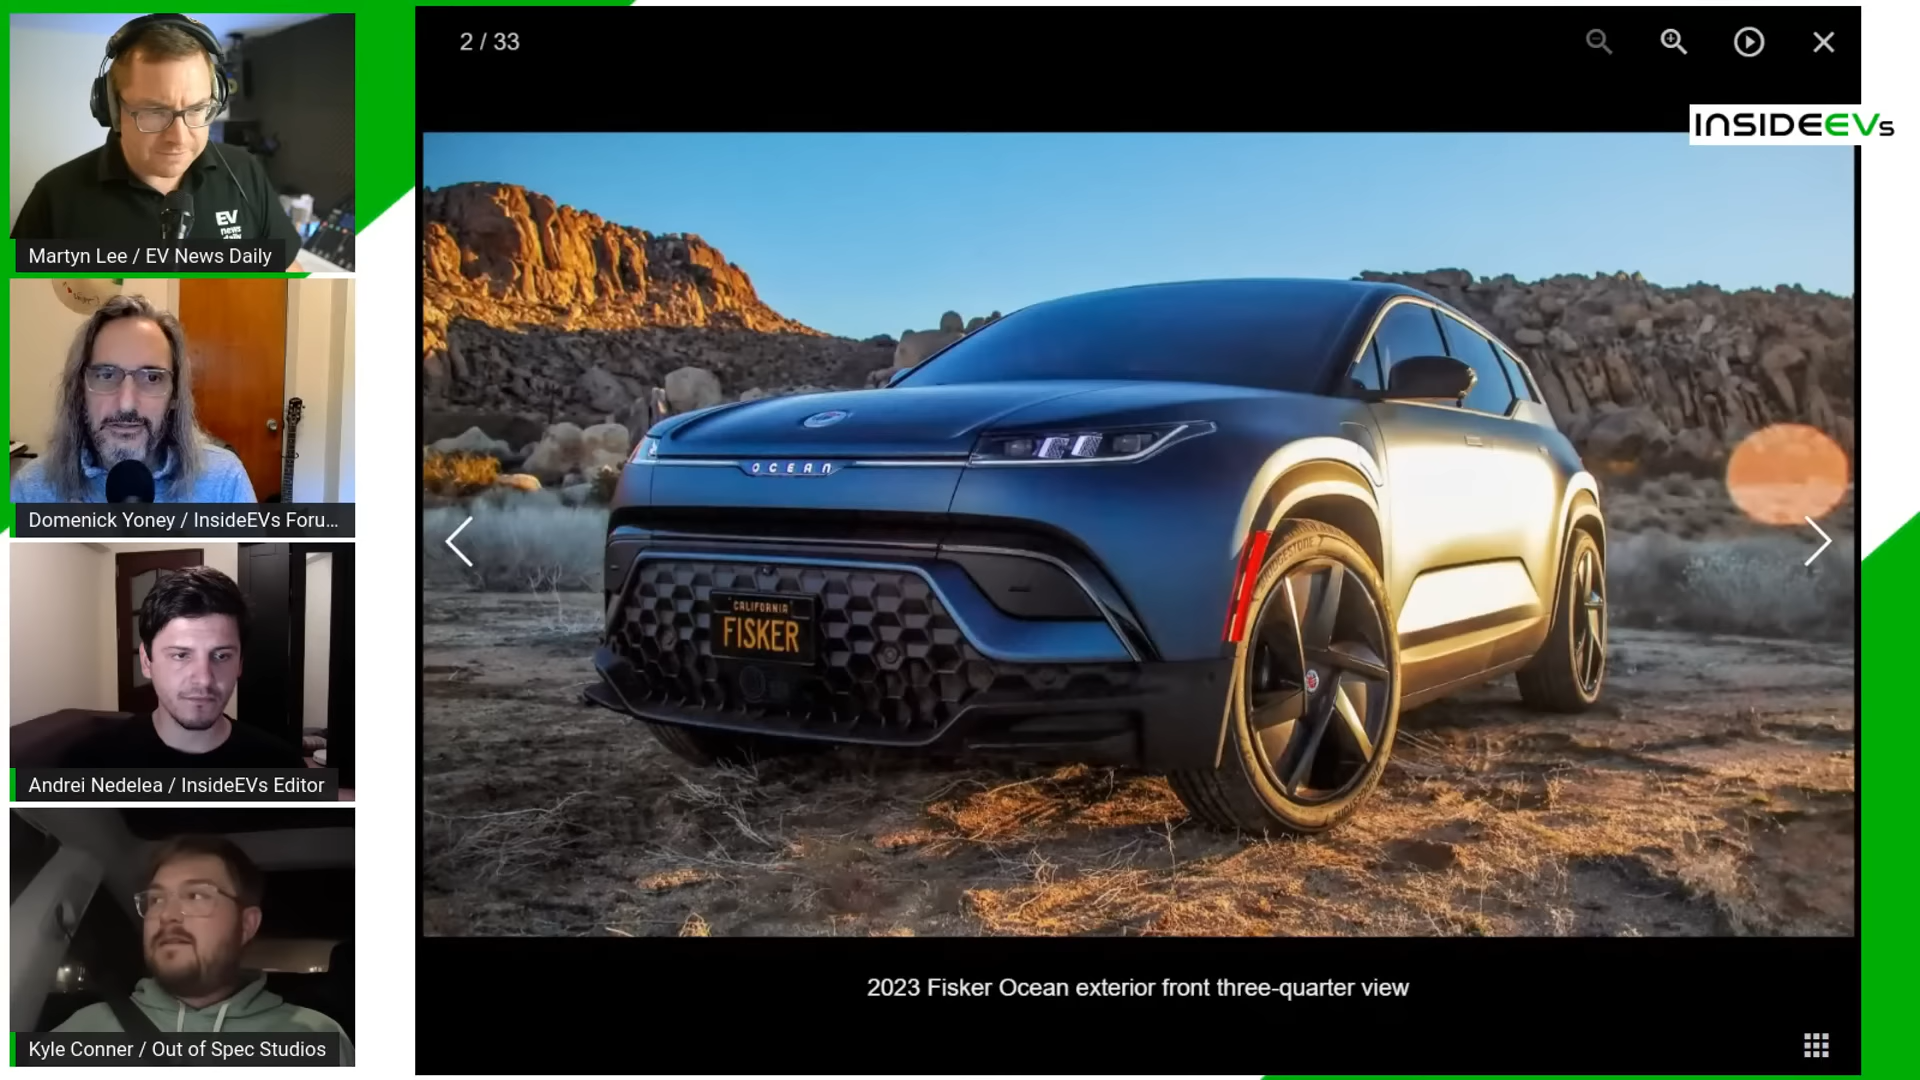 2 / 33
INSIDEEVs
EV
news
daily
Martyn Lee / EV News Daily
Domenick Yoney / InsideEVs Foru...
Andrei Nedelea / InsideEVs Editor
Kyle Conner / Out of Spec Studios
OCEAN
CALIFORNIA
FISKER
BRIDGESTONE
2023 Fisker Ocean exterior front three-quarter view